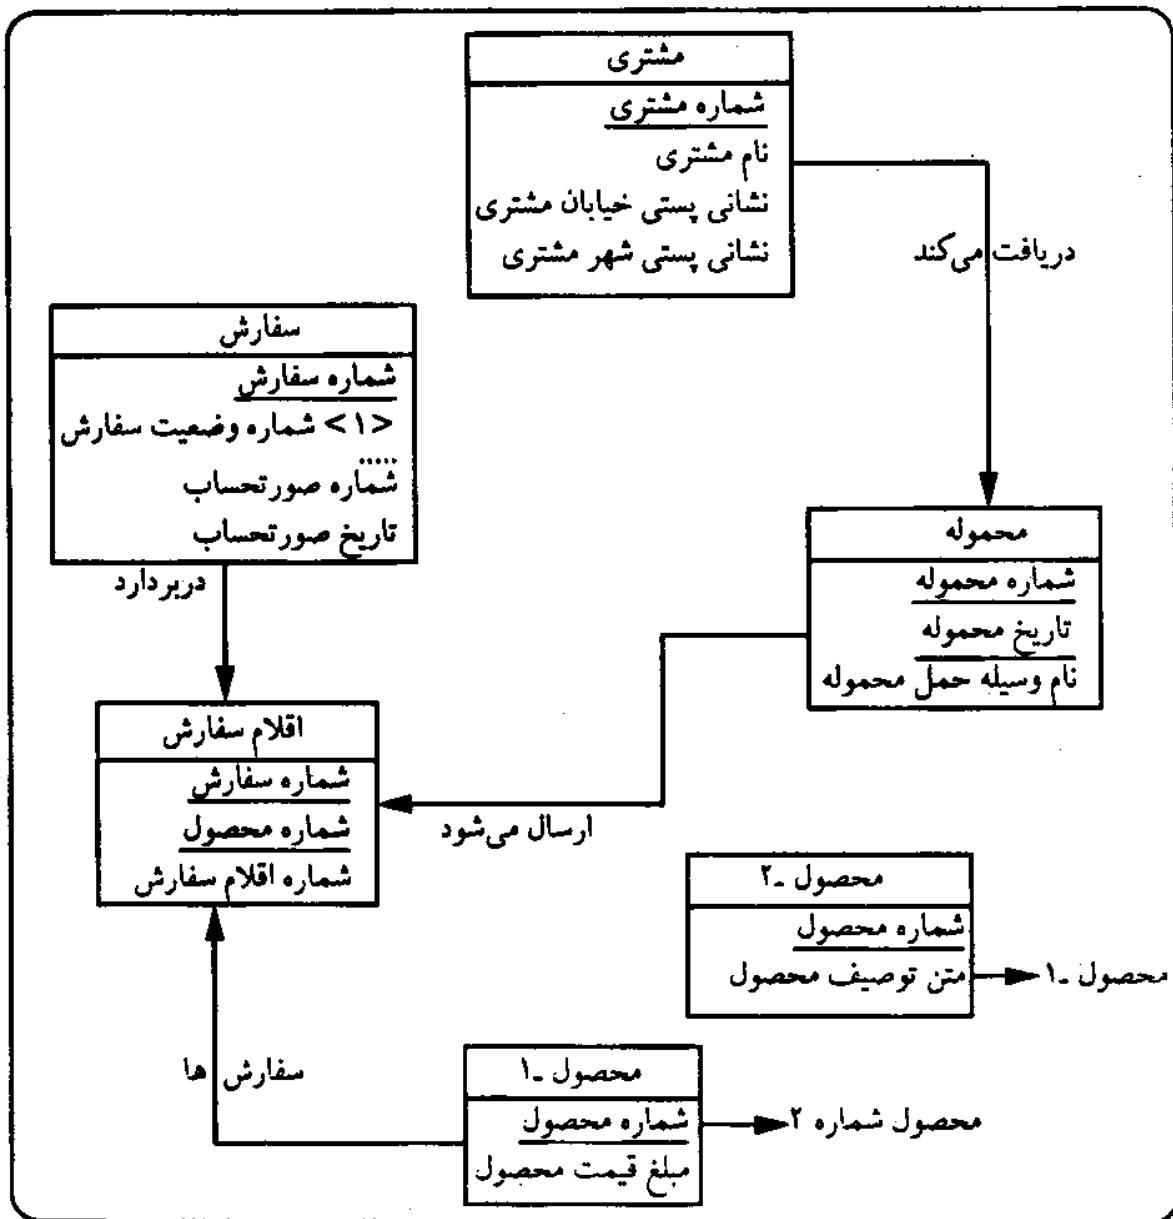 مشتری
شماره مشتری
نام مشتری
نشانی پستی خیابان مشتری
نشانی پستی شهر مشتری
دریافت می‌کند
سفارش
شماره سفارش
<۱> شماره وضعیت سفارش
.....
شماره صورتحساب
تاریخ صورتحساب
دربردارد
محموله
شماره محموله
تاریخ محموله
نام وسیله حمل محموله
اقلام سفارش
شماره سفارش
شماره محصول
شماره اقلام سفارش
ارسال می‌شود
محصول ـ۲
شماره محصول
متن توصیف محصول
محصول ـ۱
سفارش ها
محصول ـ۱
شماره محصول
مبلغ قیمت محصول
محصول شماره ۲